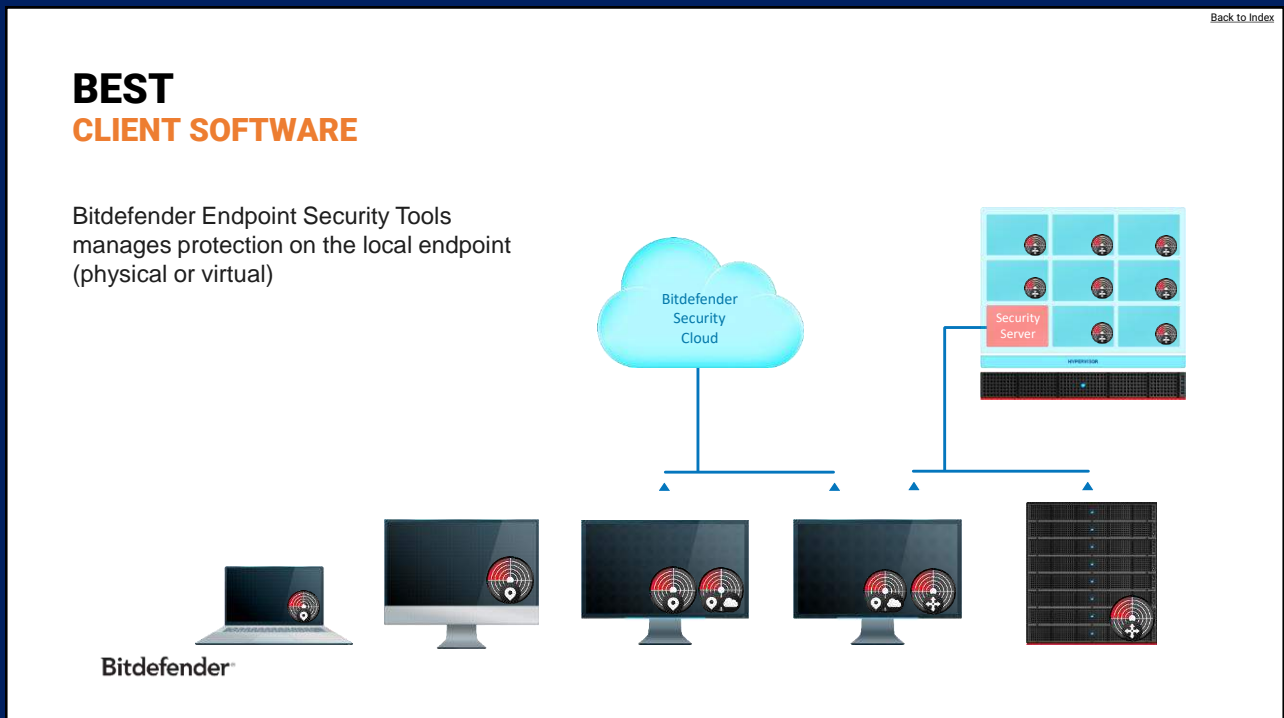 Back to Index
BEST
CLIENT SOFTWARE
Bitdefender Endpoint Security Tools
manages protection on the local endpoint
(physical or virtual)
Bitdefender
Security
Cloud
Security
Server
HYPERVISOR
Bitdefender